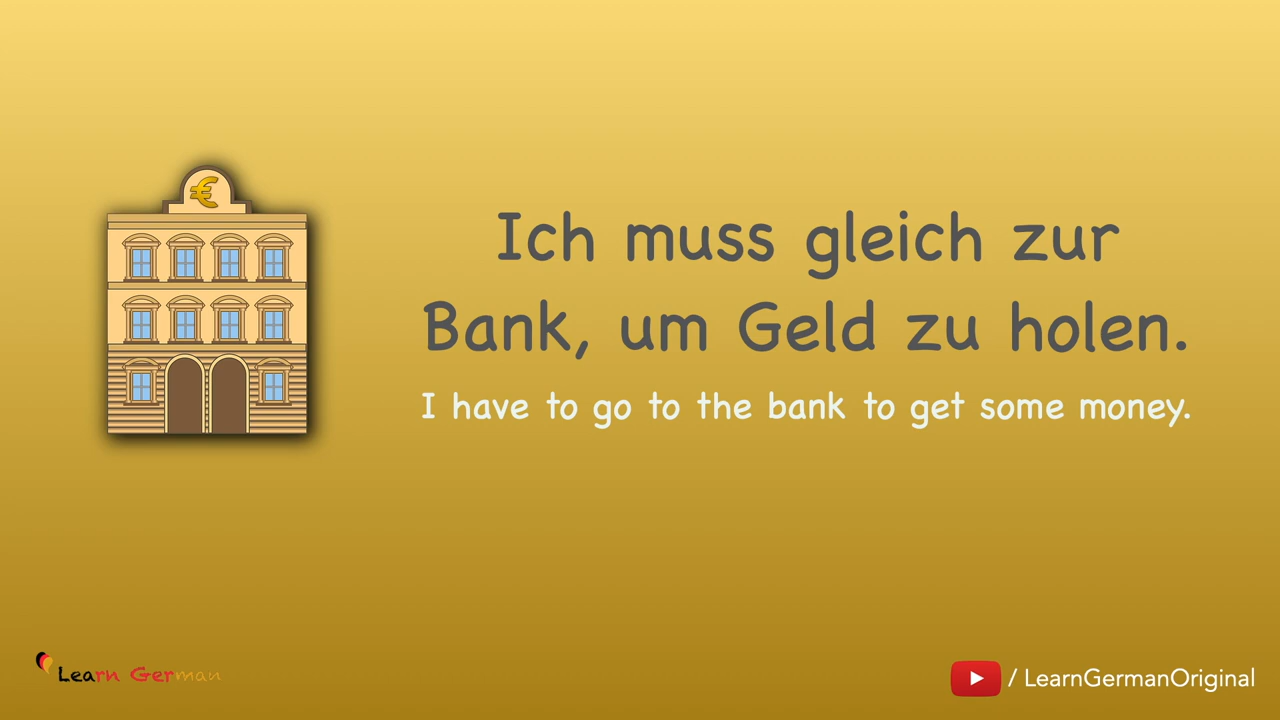 €
Ich muss gleich zur
Bank, um Geld zu holen.
I have to go to the bank to get some money.
Learn German
/ LearnGermanOriginal